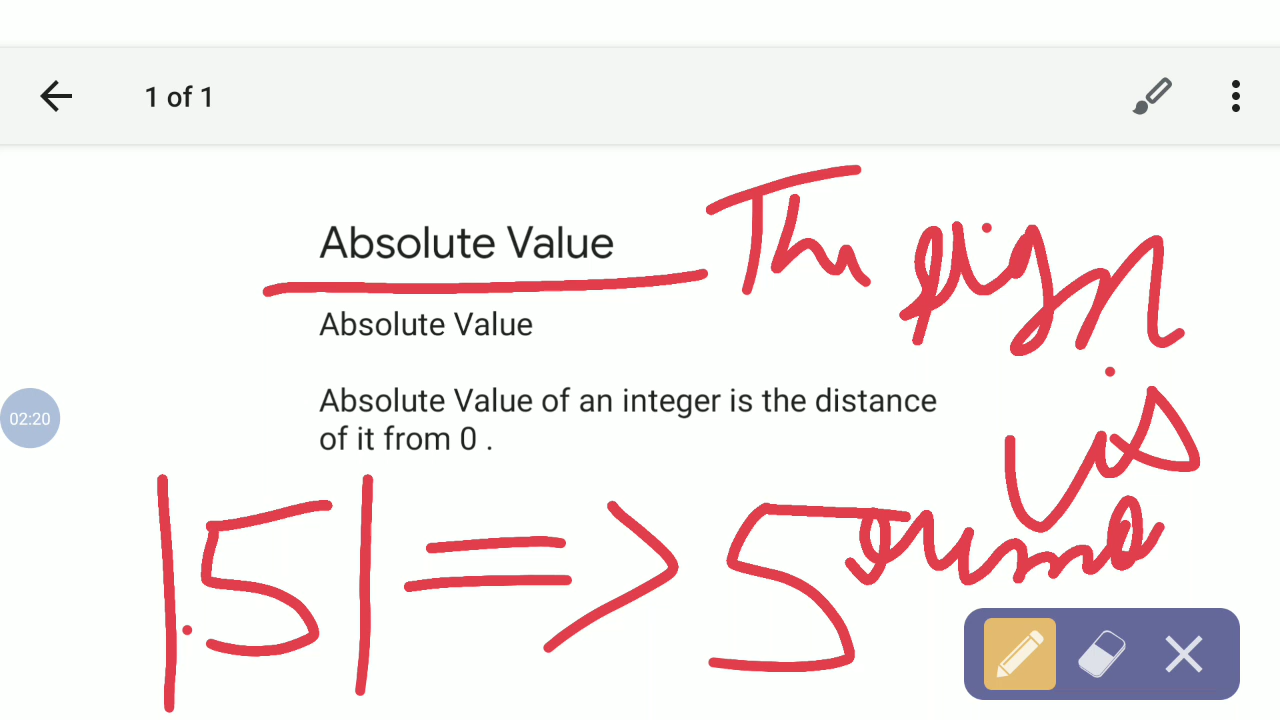 1 of 1
Absolute Value
The sign
Absolute Value
is
Absolute Value of an integer is the distance
of it from 0 .
02:20
|5| => 5